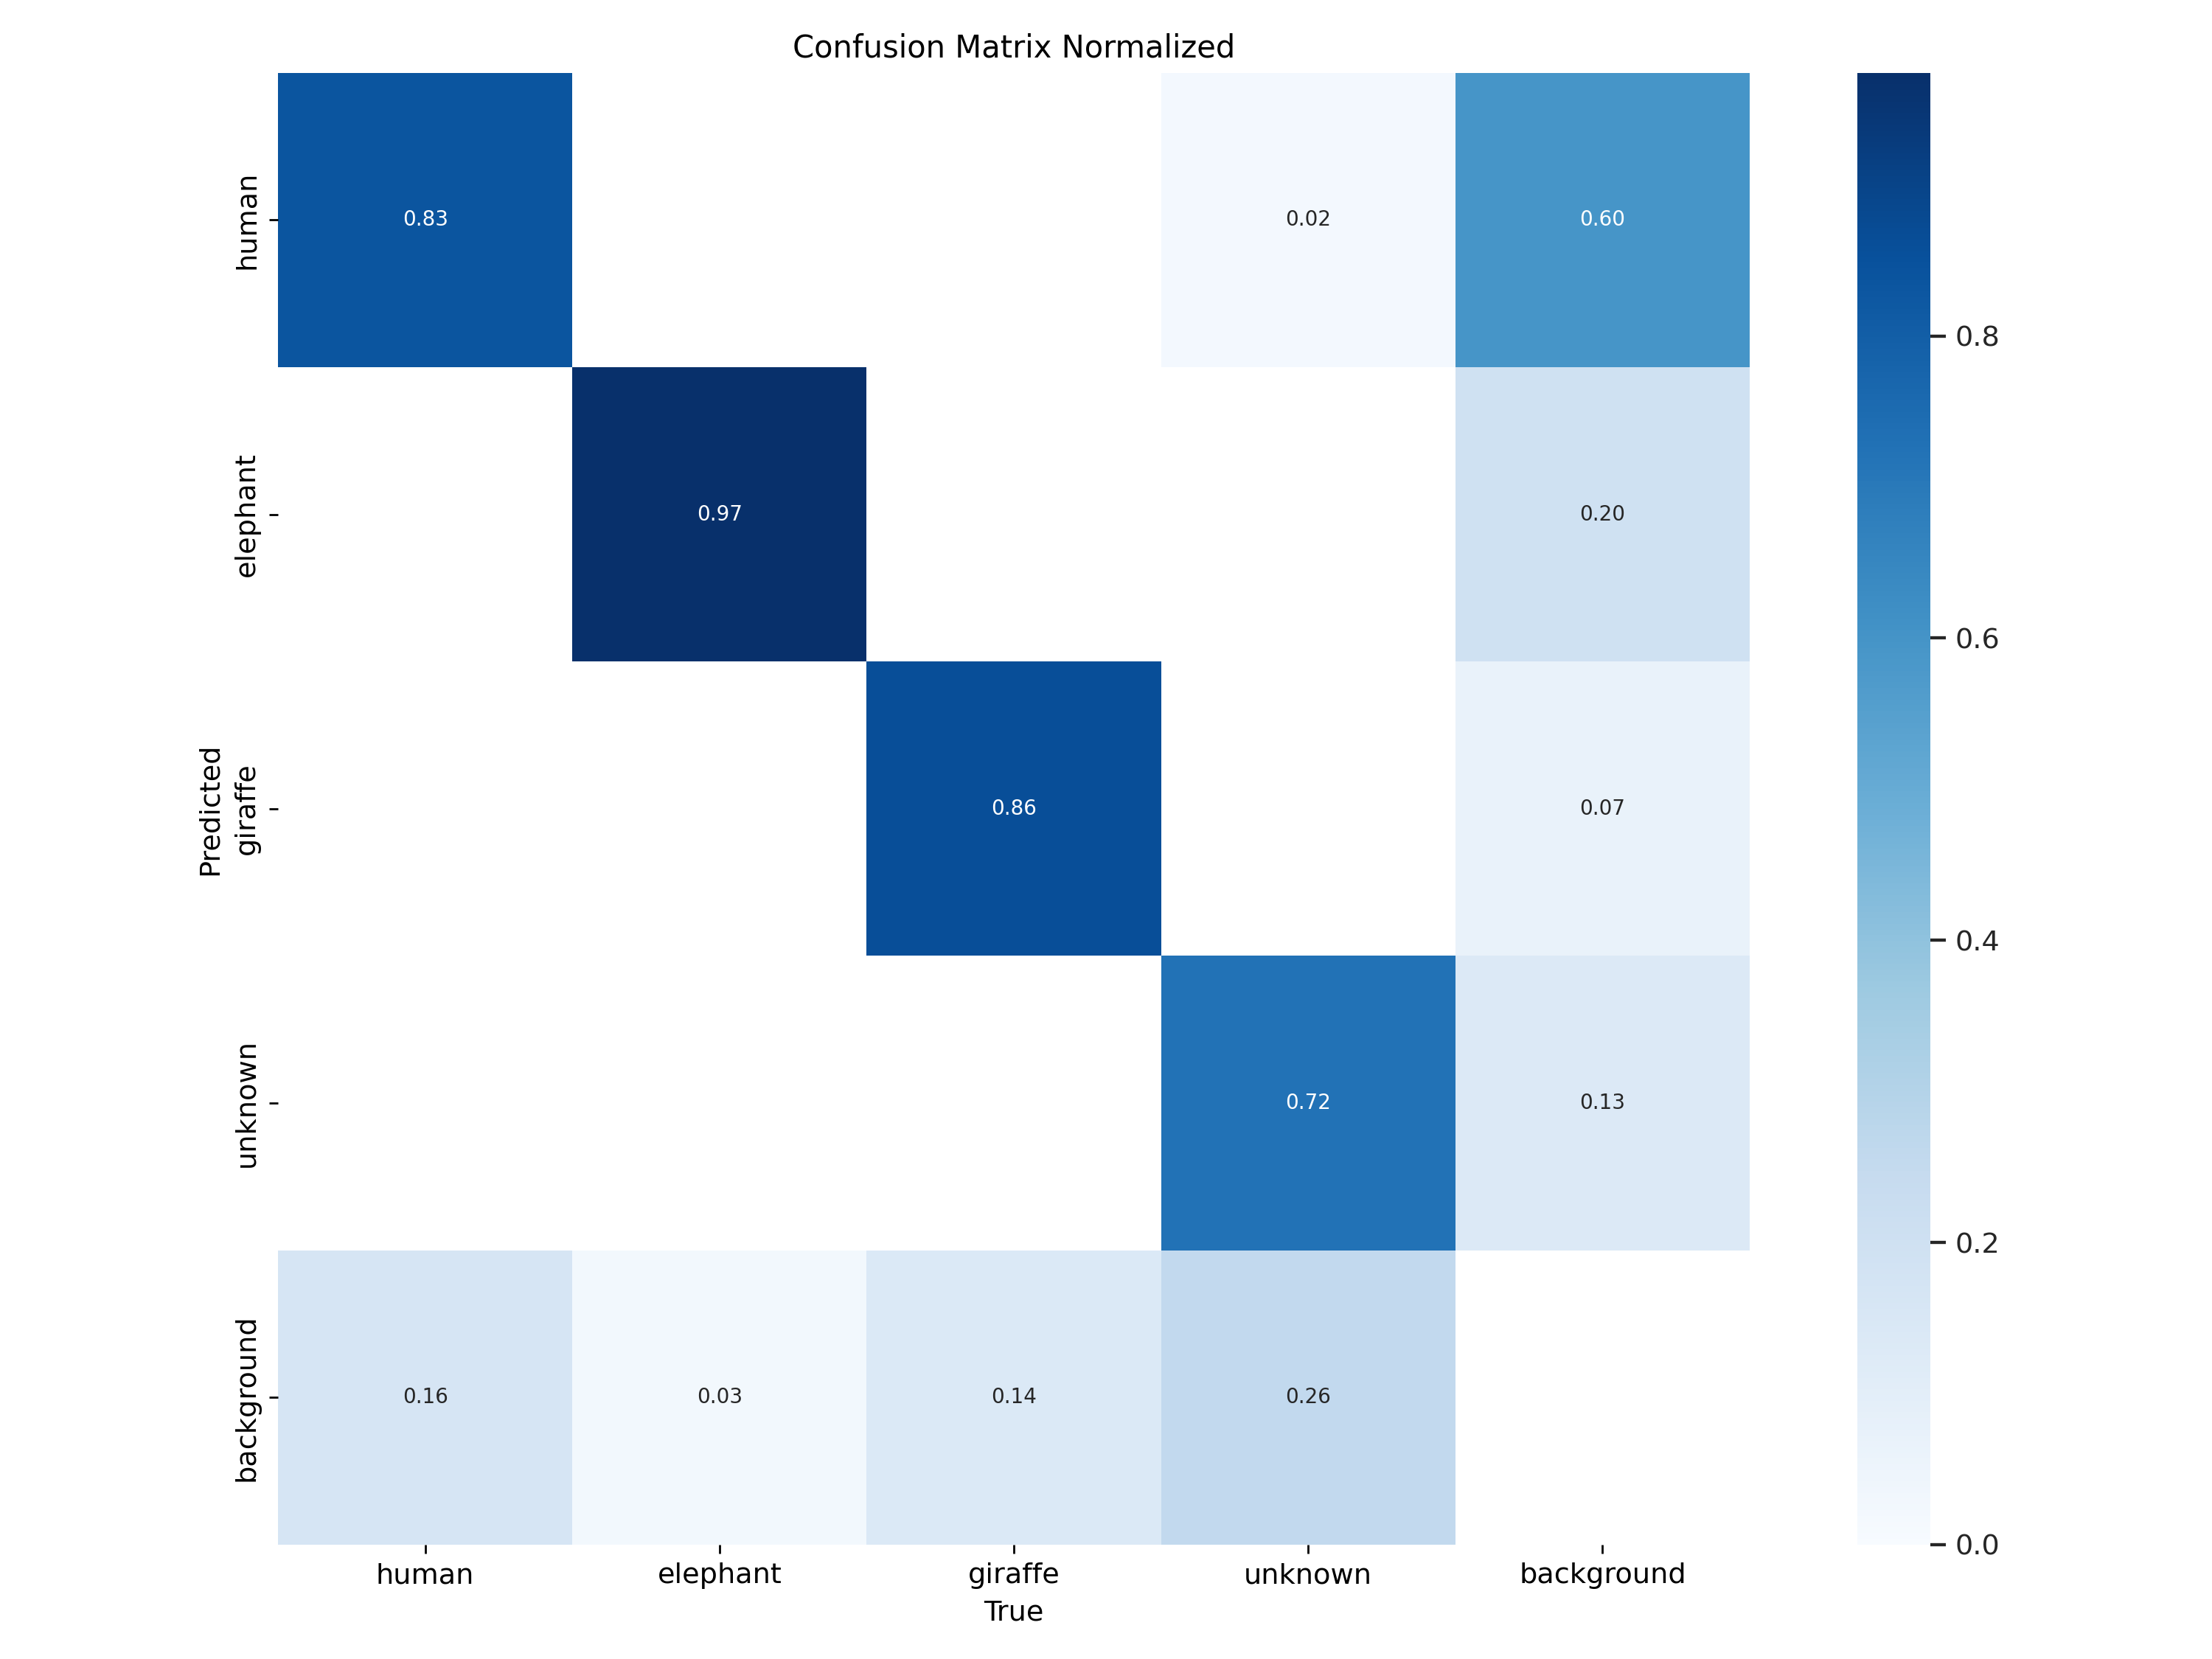 Confusion Matrix Normalized
human
0.83
0.02
0.60
0.8
elephant
0.97
0.20
0.6
Predicted
giraffe
0.86
0.07
0.4
unknown
0.72
0.13
0.2
background
0.16
0.03
0.14
0.26
0.0
human
elephant
giraffe
unknown
background
True